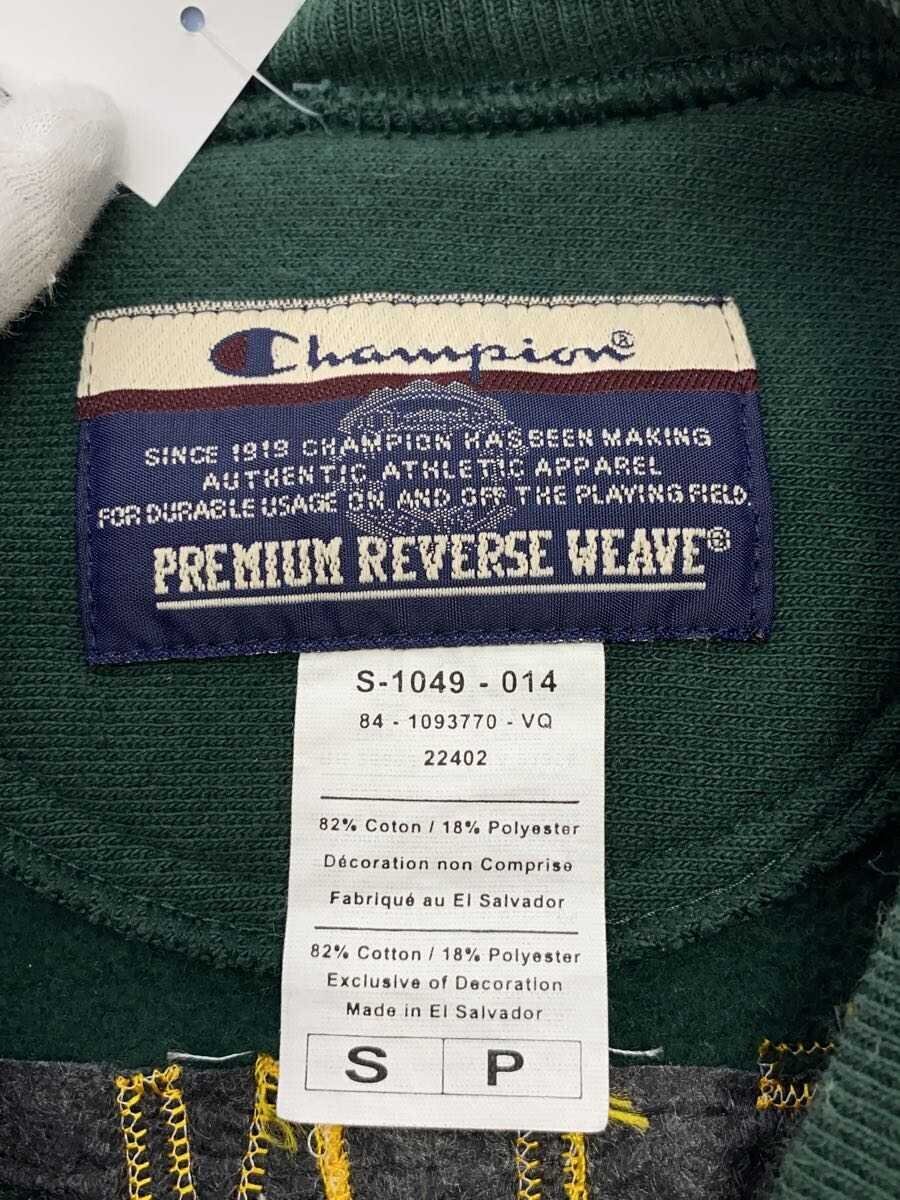 Champion®
SINCE 1919 CHAMPION HAS BEEN MAKING
AUTHENTIC ATHLETIC APPAREL
FOR DURABLE USAGE ON AND OFF THE PLAYING FIELD.
PREMIUM REVERSE WEAVE®
S-1049 - 014
84 - 1093770 - VQ
22402
82% Coton / 18% Polyester
Décoration non Comprise
Fabriqué au El Salvador
82% Cotton / 18% Polyester
Exclusive of Decoration
Made in El Salvador
S P